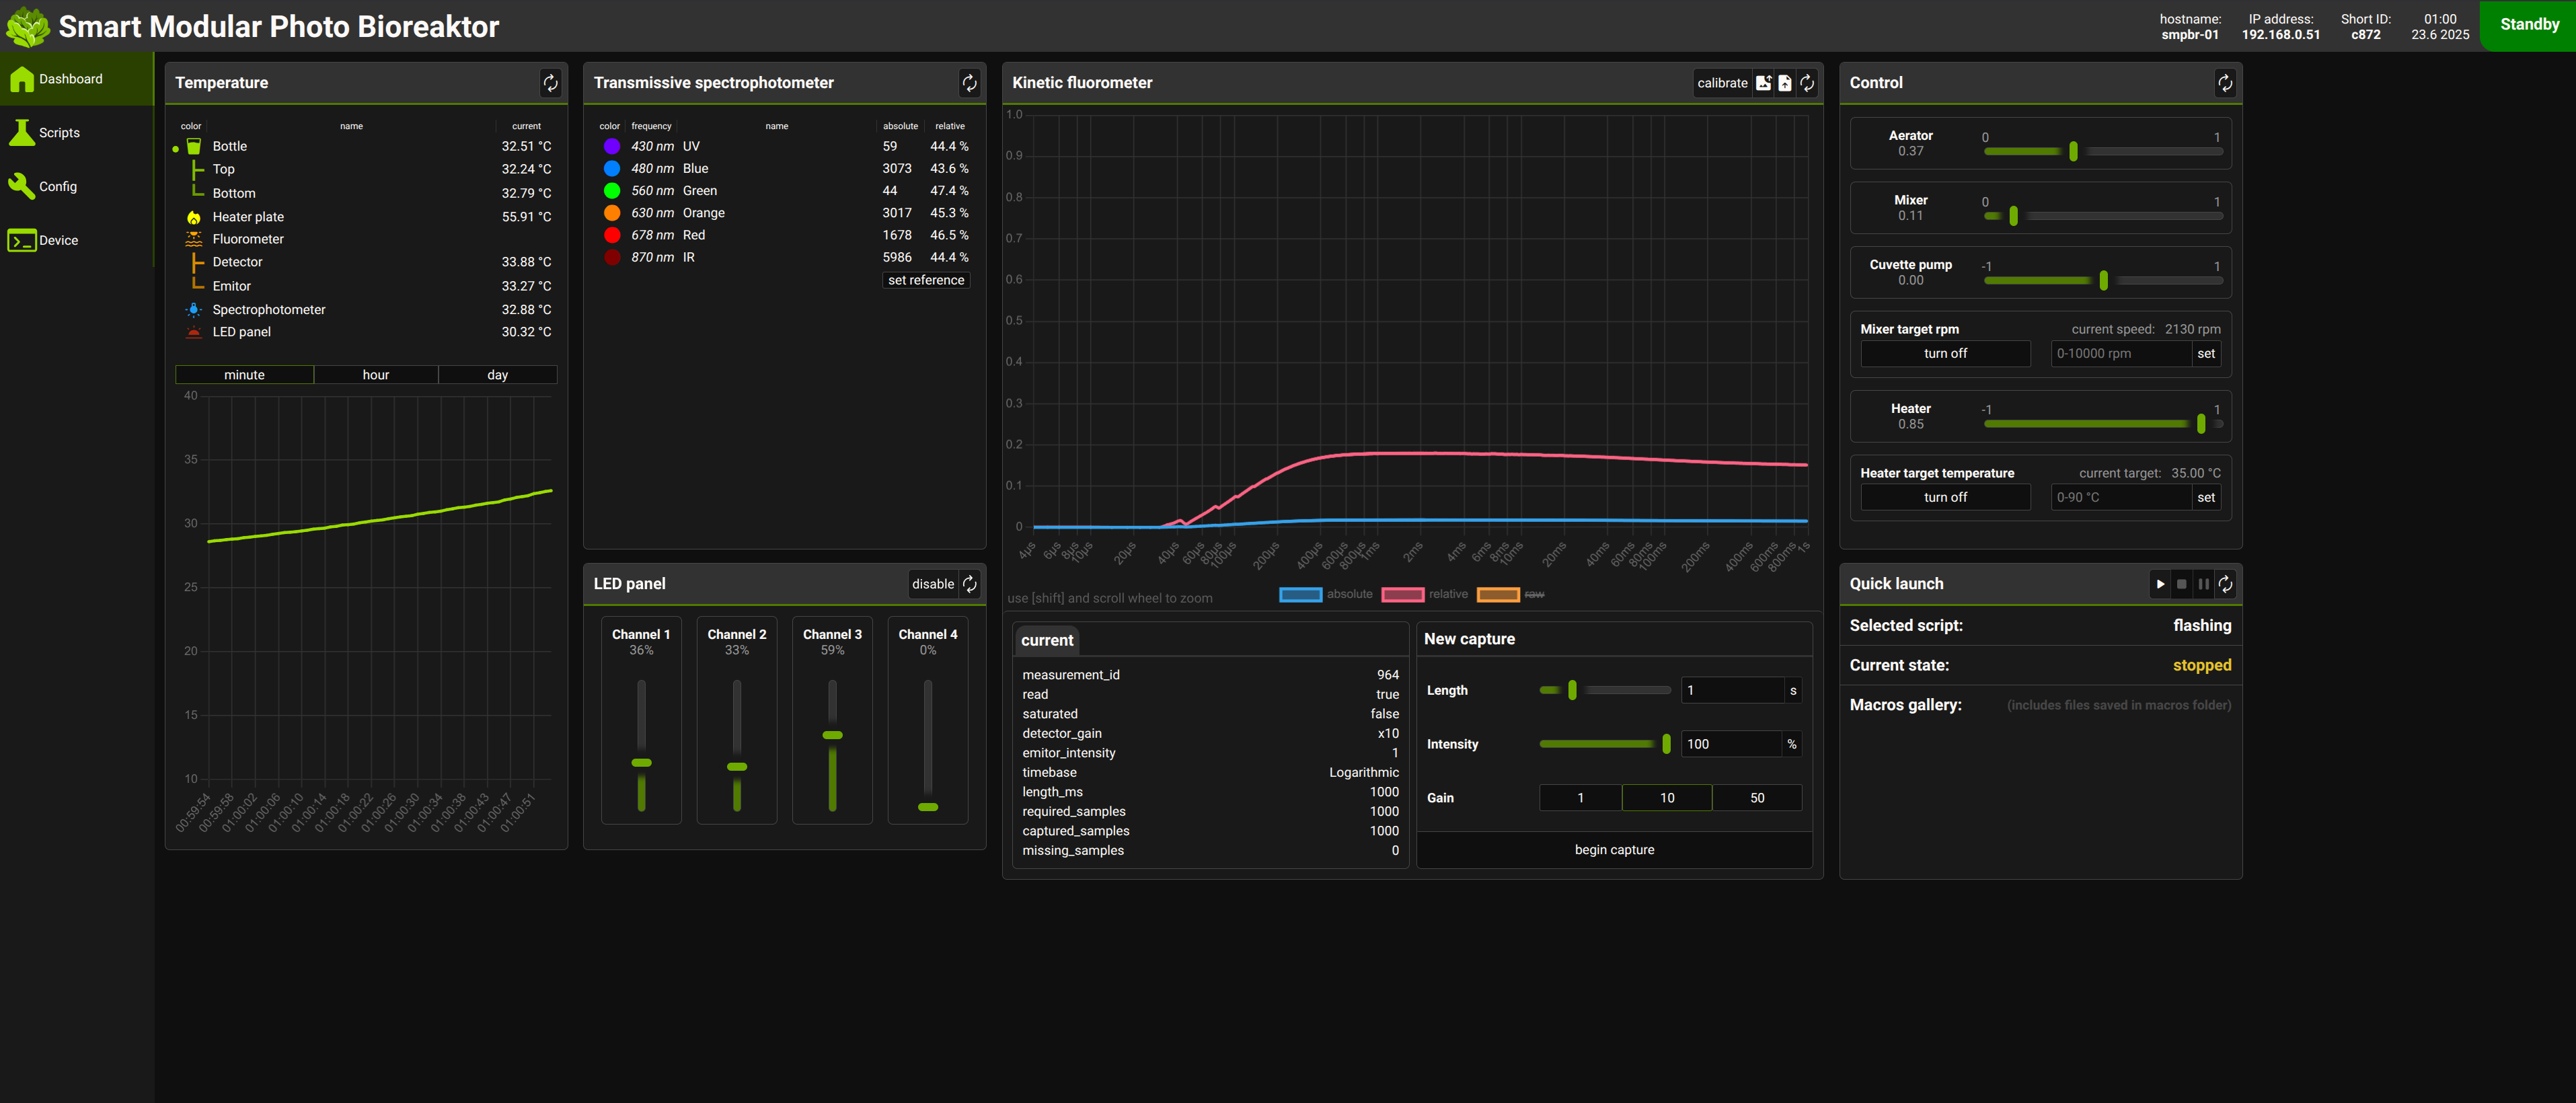 Smart Modular Photo Bioreaktor
hostname: IP address: Short ID: 01:00
smpbr-01 192.168.0.51 c872 23.6 2025
Standby
Dashboard
Scripts
Config
Device
Temperature
color name current
Bottle 32.51 °C
Top 32.24 °C
Bottom 32.79 °C
Heater plate 55.91 °C
Fluorometer
Detector 33.88 °C
Emitor 33.27 °C
Spectrophotometer 32.88 °C
LED panel 30.32 °C
minute hour day
40
35
30
25
20
15
10
00:59:54 00:59:58 01:00:02 01:00:06 01:00:10 01:00:14 01:00:18 01:00:22 01:00:26 01:00:30 01:00:34 01:00:38 01:00:43 01:00:47 01:00:51
Transmissive spectrophotometer
color frequency name absolute relative
430 nm UV 59 44.4 %
480 nm Blue 3073 43.6 %
560 nm Green 44 47.4 %
630 nm Orange 3017 45.3 %
678 nm Red 1678 46.5 %
870 nm IR 5986 44.4 %
set reference
LED panel
disable
Channel 1 Channel 2 Channel 3 Channel 4
36% 33% 59% 0%
Kinetic fluorometer
calibrate
1.0
0.9
0.8
0.7
0.6
0.5
0.4
0.3
0.2
0.1
0
4µs 6µs 8µs 10µs 20µs 40µs 60µs 80µs 100µs 200µs 400µs 600µs 800µs 1ms 2ms 4ms 6ms 8ms 10ms 20ms 40ms 60ms 80ms 100ms 200ms 400ms 600ms 800ms 1s
use [shift] and scroll wheel to zoom
absolute relative raw
current
measurement_id 964
read true
saturated false
detector_gain x10
emitor_intensity 1
timebase Logarithmic
length_ms 1000
required_samples 1000
captured_samples 1000
missing_samples 0
New capture
Length 1 s
Intensity 100 %
Gain 1 10 50
begin capture
Control
Aerator 0 1
0.37
Mixer 0 1
0.11
Cuvette pump -1 1
0.00
Mixer target rpm current speed: 2130 rpm
turn off 0-10000 rpm set
Heater -1 1
0.85
Heater target temperature current target: 35.00 °C
turn off 0-90 °C set
Quick launch
Selected script: flashing
Current state: stopped
Macros gallery: (includes files saved in macros folder)